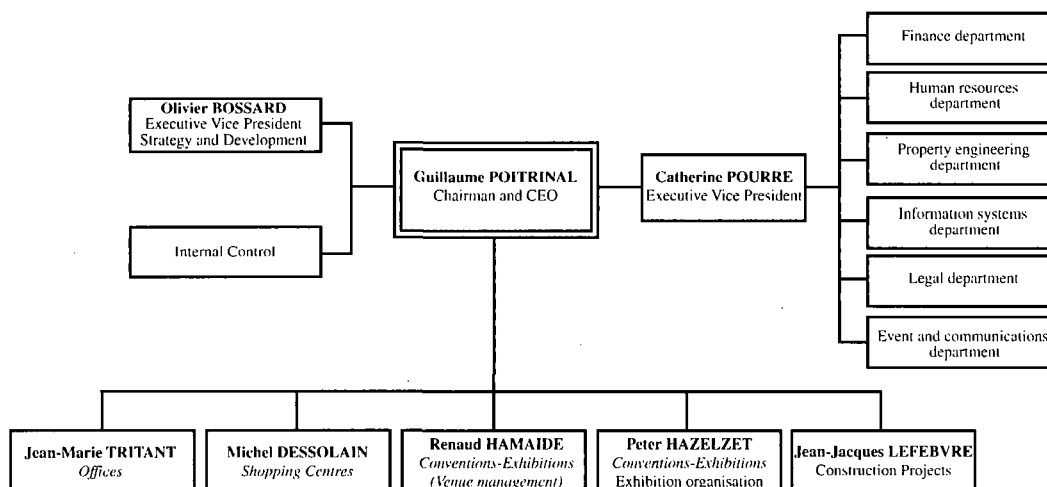 Finance department
Human resources
department
Olivier BOSSARD
Executive Vice President
Strategy and Development
Property engineering
department
Guillaume POITRINAL
Chairman and CEO
Catherine POURRE
Executive Vice President
Information systems
department
Internal Control
Legal department
Event and communications
department
Jean-Marie TRITANT
Offices
Michel DESSOLAIN
Shopping Centres
Renaud HAMAIDE
Conventions-Exhibitions
(Venue management)
Peter HAZELZET
Conventions-Exhibitions
Exhibition organisation
Jean-Jacques LEFEBVRE
Construction Projects